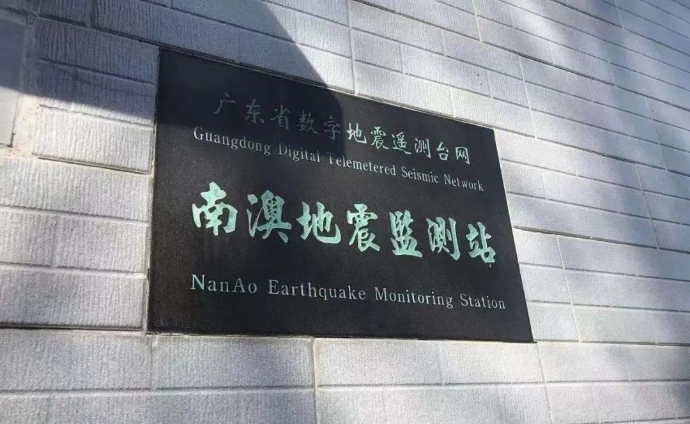 广东省数字地震遥测台网
Guangdong Digital Telemetered Seismic Network
南澳地震監测站
NanAo Earthquake Monitoring Station